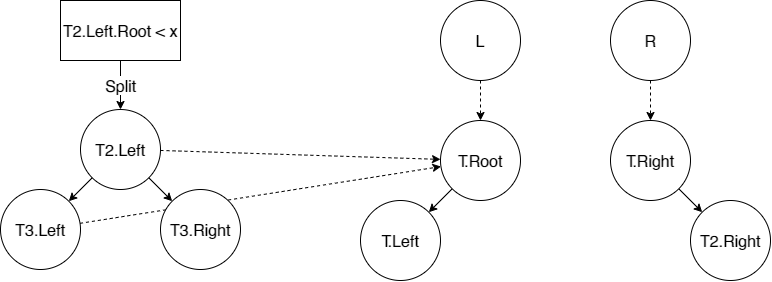 T2.Left.Root < x
L
R
Split
T2.Left
T.Root
T.Right
T3.Left
T3.Right
T.Left
T2.Right